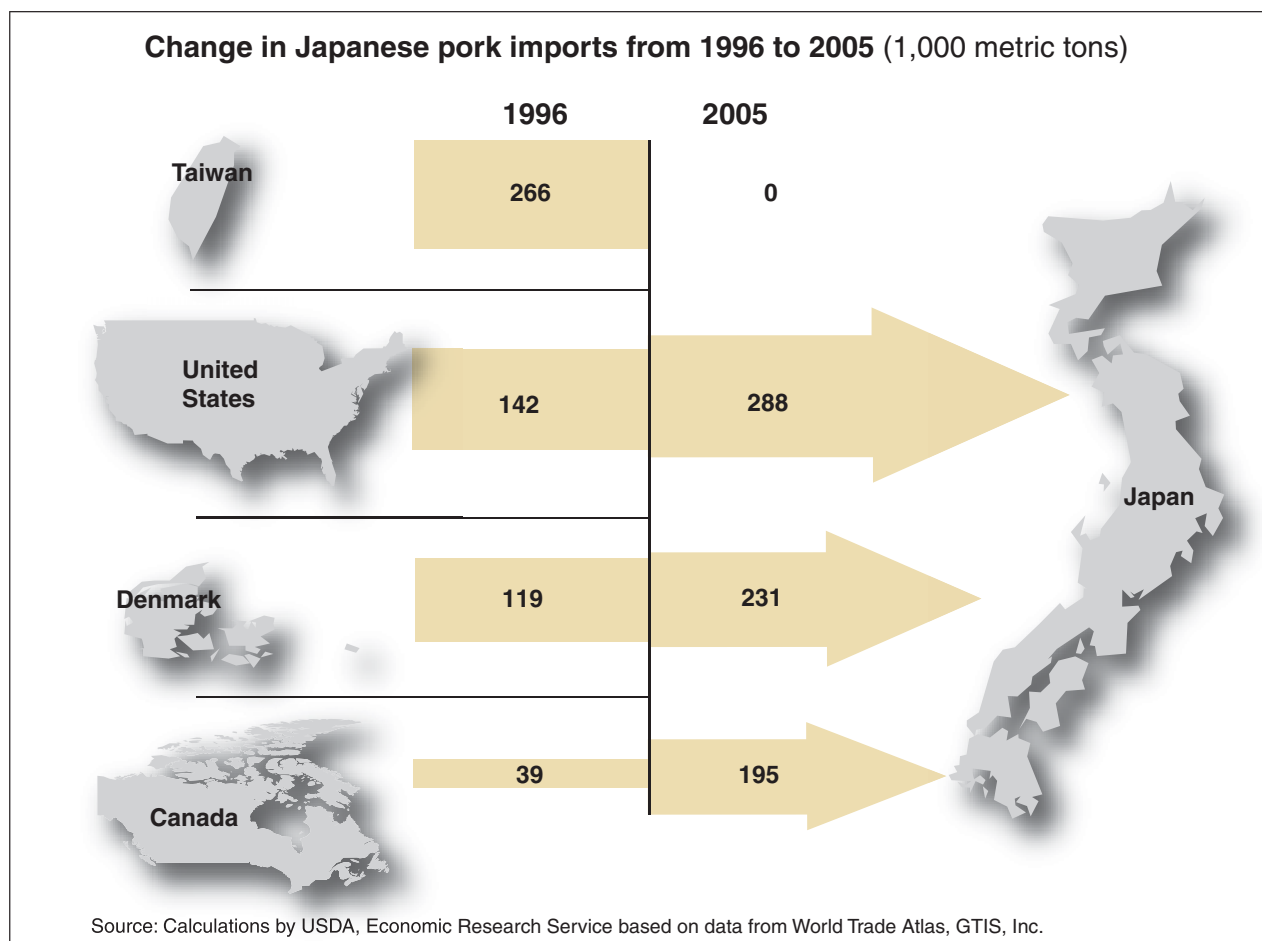 Change in Japanese pork imports from 1996 to 2005 (1,000 metric tons)
1996 2005
Taiwan 266 0
United
States
142 288
Japan
Denmark 119 231
39 195
Canada
Source: Calculations by USDA, Economic Research Service based on data from World Trade Atlas, GTIS, Inc.